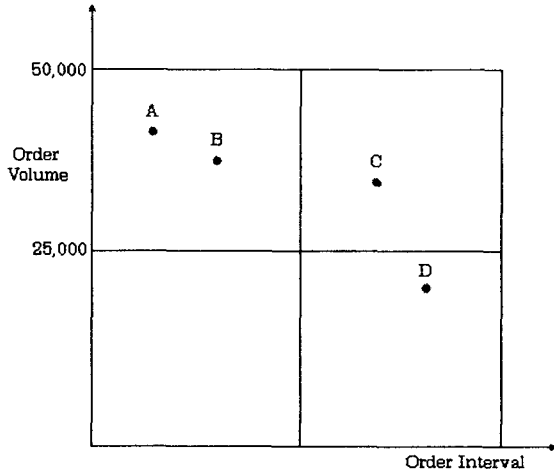 50,000
A
B
Order
Volume
C
25,000
D
Order Interval